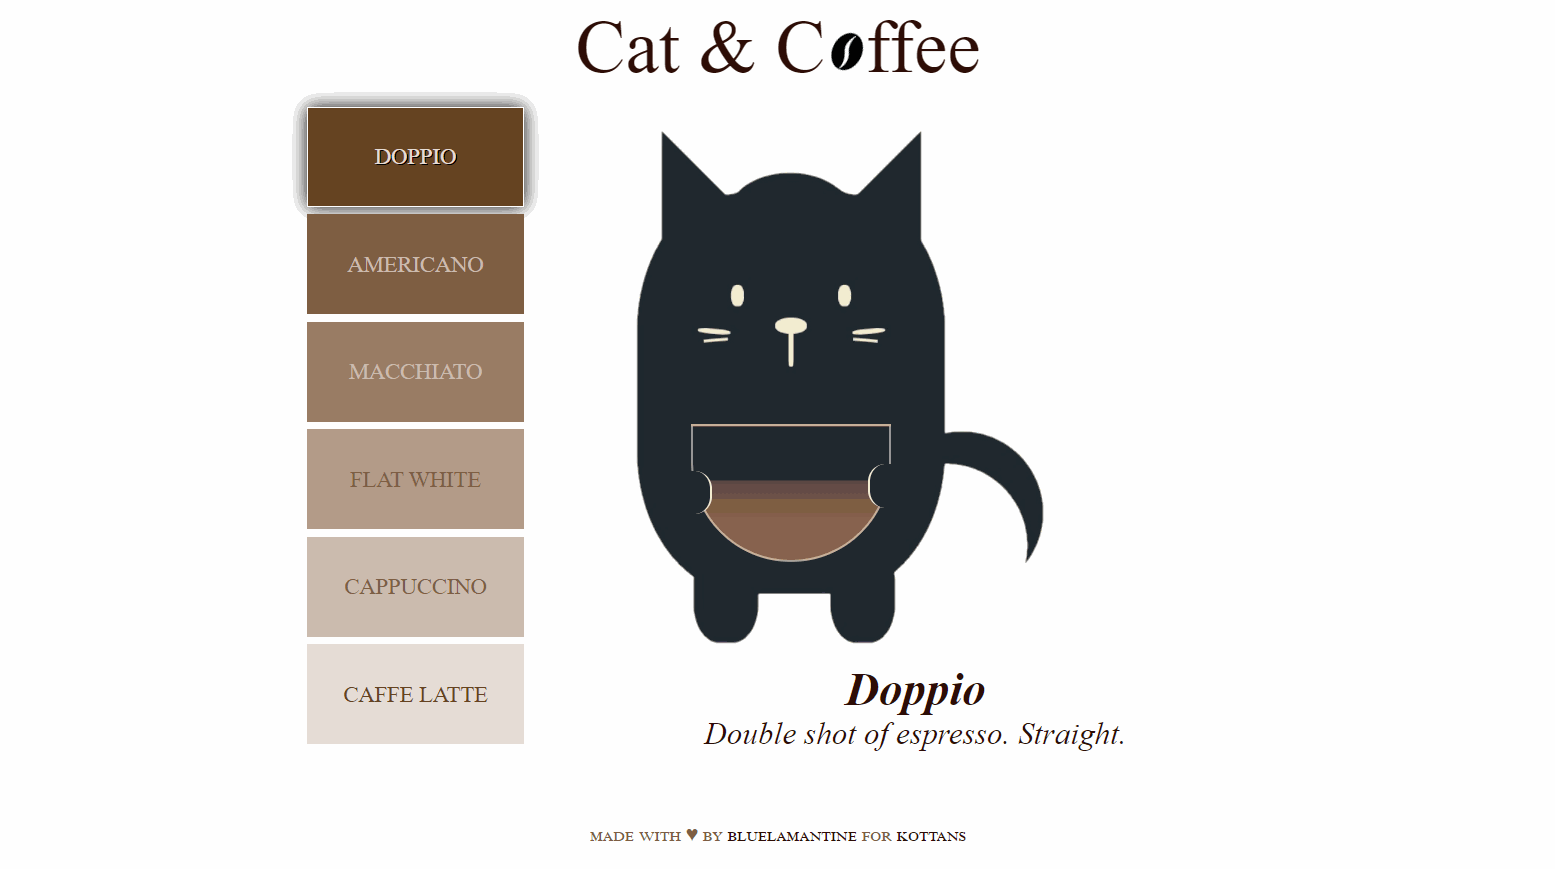 Cat & Coffee
DOPPIO
AMERICANO
MACCHIATO
FLAT WHITE
CAPPUCCINO
CAFFE LATTE
Doppio
Double shot of espresso. Straight.
MADE WITH ♥ BY BLUELAMANTINE FOR KOTTANS